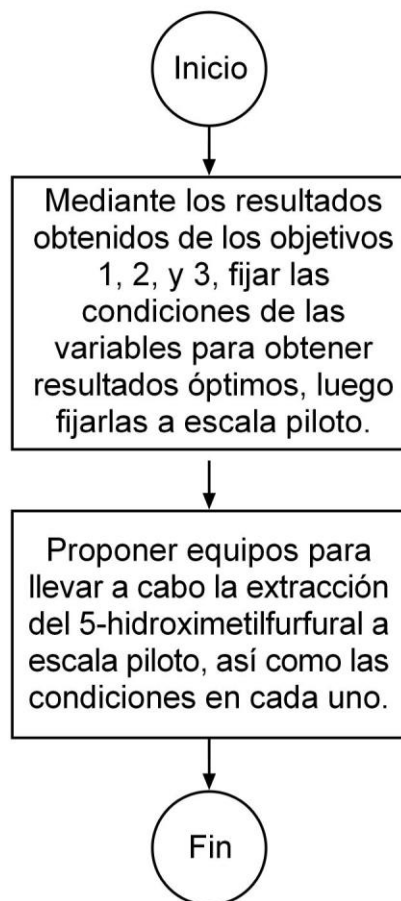 Inicio
Mediante los resultados
obtenidos de los objetivos
1, 2, y 3, fijar las
condiciones de las
variables para obtener
resultados óptimos, luego
fijarlas a escala piloto.
Proponer equipos para
llevar a cabo la extracción
del 5-hidroximetilfurfural a
escala piloto, así como las
condiciones en cada uno.
Fin